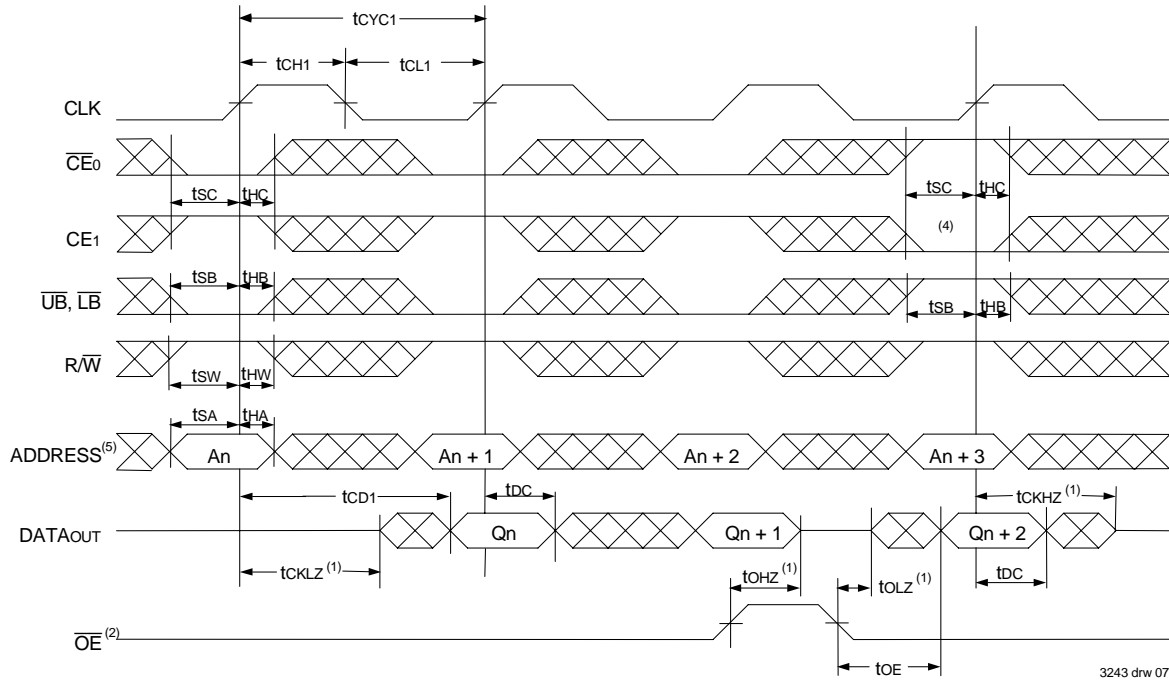 tCYC1
tCH1
tCL1
CLK
CE0
tSC
tHC
tSC
tHC
CE1
(4)
UB, LB
tSB
tHB
tSB
tHB
R/W
tSW
tHW
tSA
tHA
ADDRESS(5)
An
An + 1
An + 2
An + 3
tCD1
tDC
tCKHZ (1)
DATAOUT
Qn
Qn + 1
Qn + 2
tCKLZ (1)
tOHZ (1)
tOLZ (1)
tDC
OE (2)
tOE
3243 drw 07